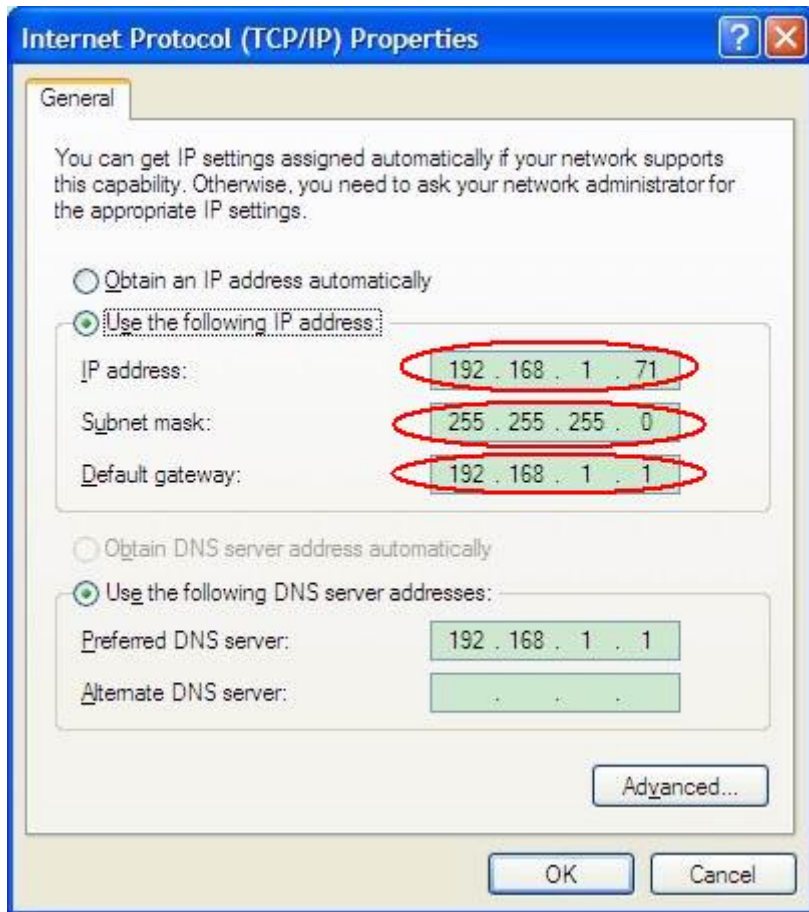 Internet Protocol (TCP/IP) Properties
?
General
You can get IP settings assigned automatically if your network supports
this capability. Otherwise, you need to ask your network administrator for
the appropriate IP settings.
Obtain an IP address automatically
Use the following IP address:
IP address: 192 . 168 . 1 . 71
Subnet mask: 255 . 255 . 255 . 0
Default gateway: 192 . 168 . 1 . 1
Obtain DNS server address automatically
Use the following DNS server addresses:
Preferred DNS server: 192 . 168 . 1 . 1
Alternate DNS server: . . .
Advanced...
OK Cancel